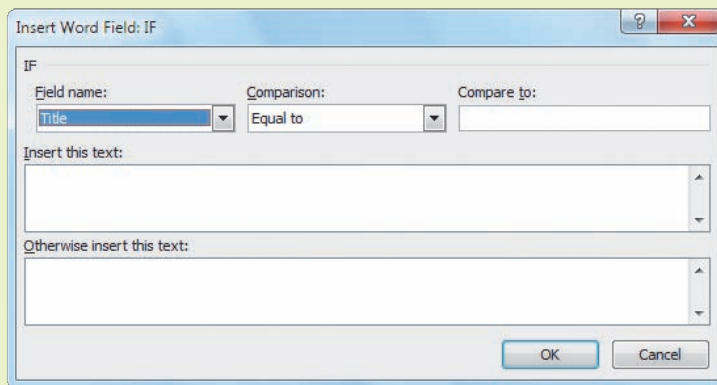 Insert Word Field: IF
IF
Field name: Comparison: Compare to:
Title Equal to
Insert this text:
Otherwise insert this text:
OK Cancel